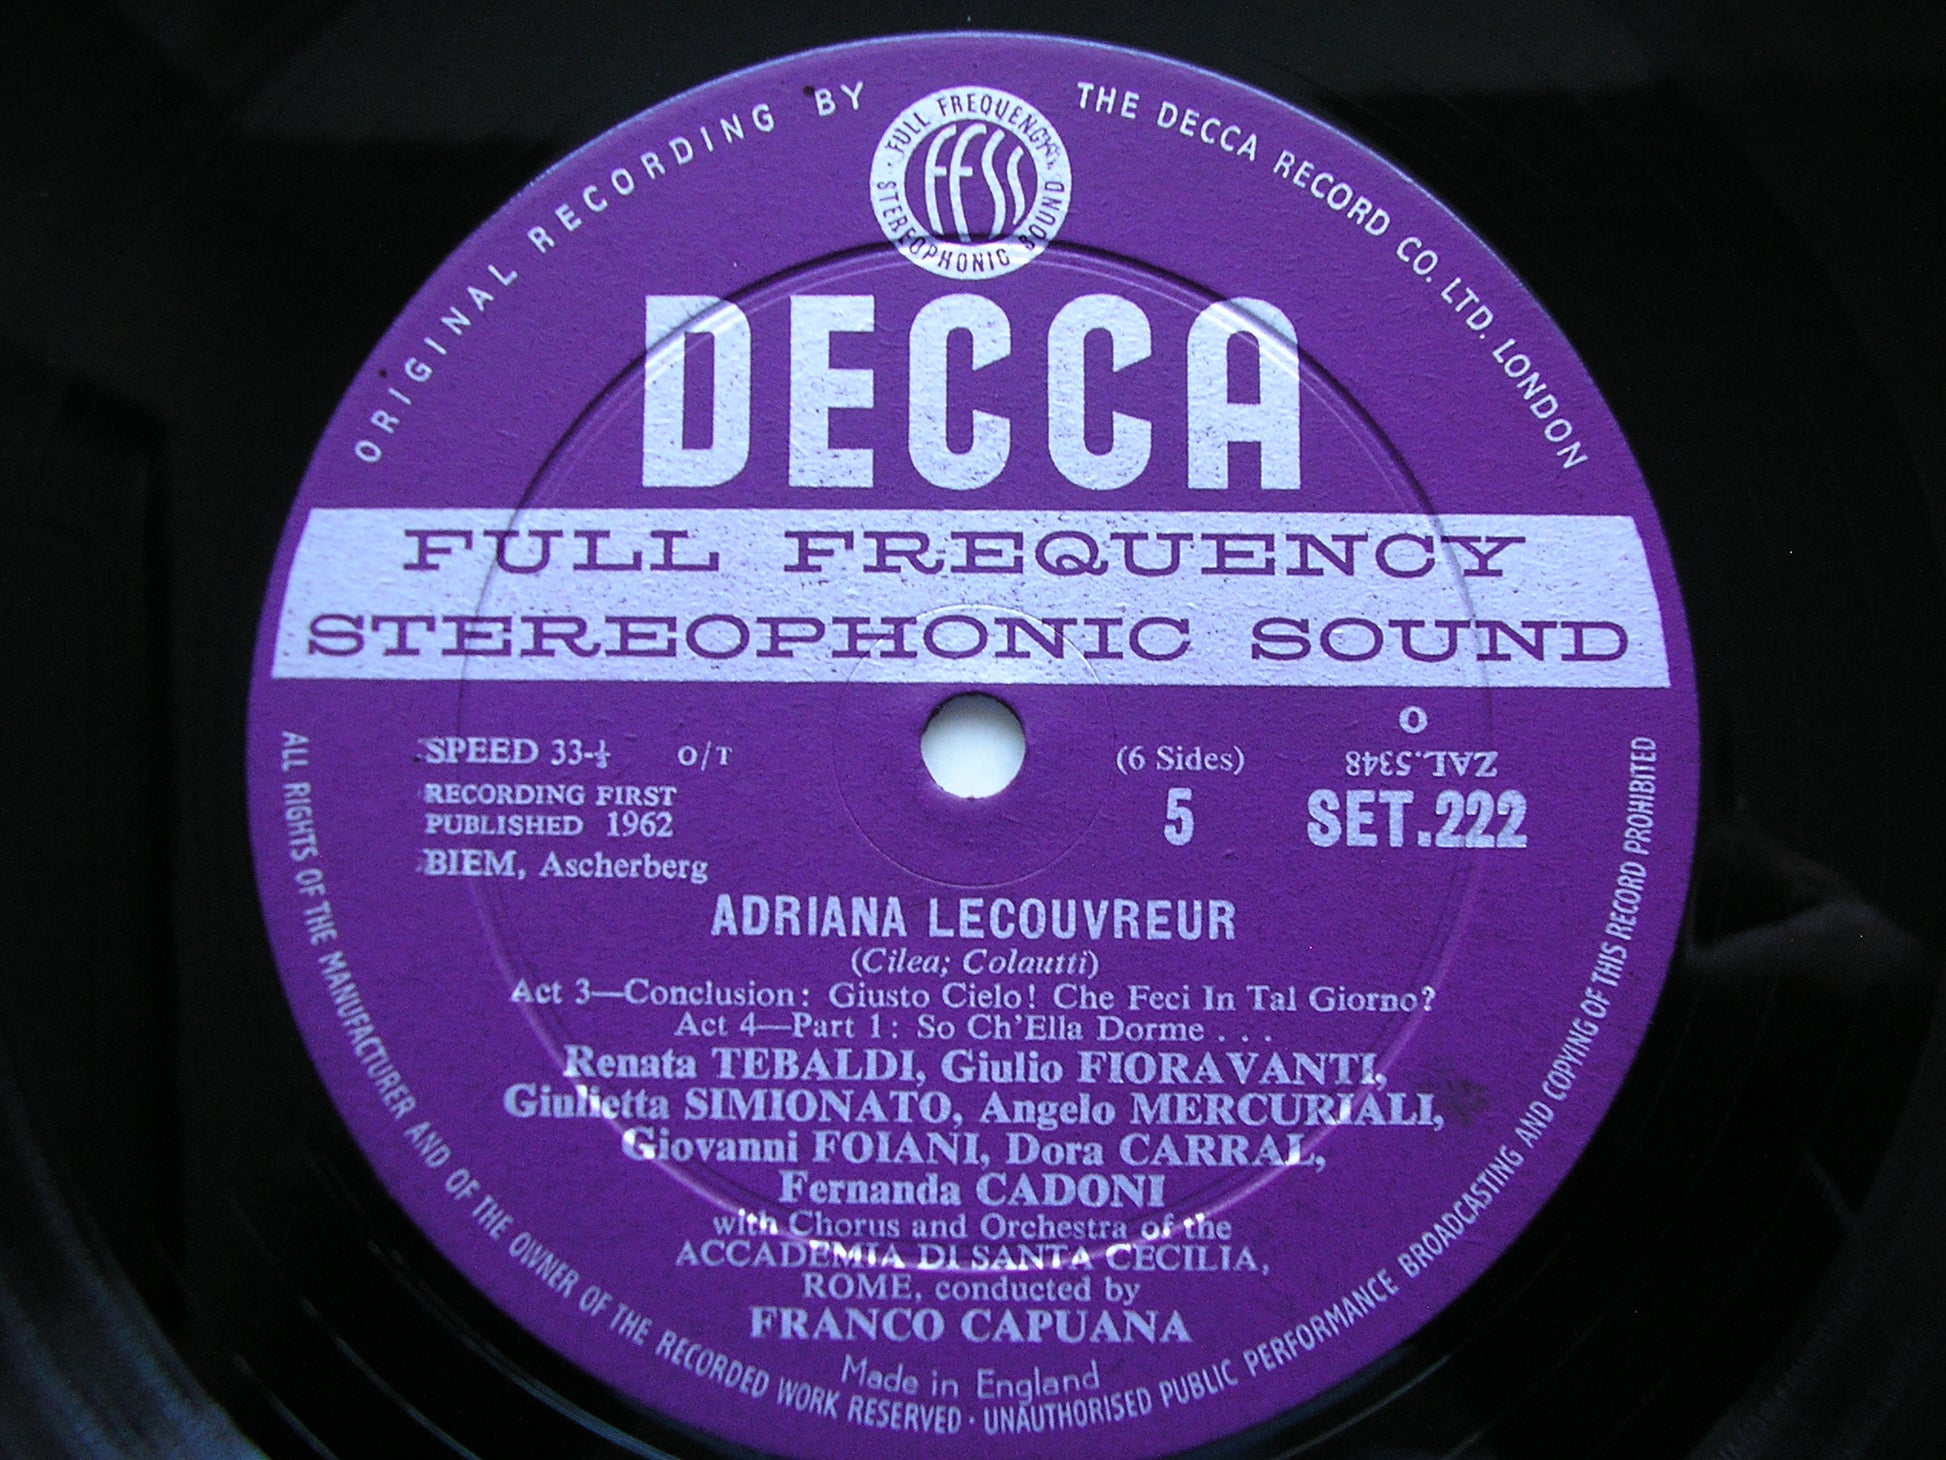 ORIGINAL RECORDING BY THE DECCA RECORD CO. LTD. LONDON
FULL FREQUENCY STEREOPHONIC SOUND
FFSS
DECCA
FULL FREQUENCY
STEREOPHONIC SOUND
SPEED 33-⅓ O/T
RECORDING FIRST
PUBLISHED 1962
BIEM, Ascherberg
(6 Sides)
5
O
ZAL.5348
SET.222
ADRIANA LECOUVREUR
(Cilea; Colautti)
Act 3—Conclusion: Giusto Cielo! Che Feci In Tal Giorno?
Act 4—Part 1: So Ch'Ella Dorme . . .
Renata TEBALDI, Giulio FIORAVANTI,
Giulietta SIMIONATO, Angelo MERCURIALI,
Giovanni FOIANI, Dora CARRAL,
Fernanda CADONI
with Chorus and Orchestra of the
ACCADEMIA DI SANTA CECILIA,
ROME, conducted by
FRANCO CAPUANA
Made in England
ALL RIGHTS OF THE MANUFACTURER AND OF THE OWNER OF THE RECORDED WORK RESERVED · UNAUTHORISED PUBLIC PERFORMANCE BROADCASTING AND COPYING OF THIS RECORD PROHIBITED